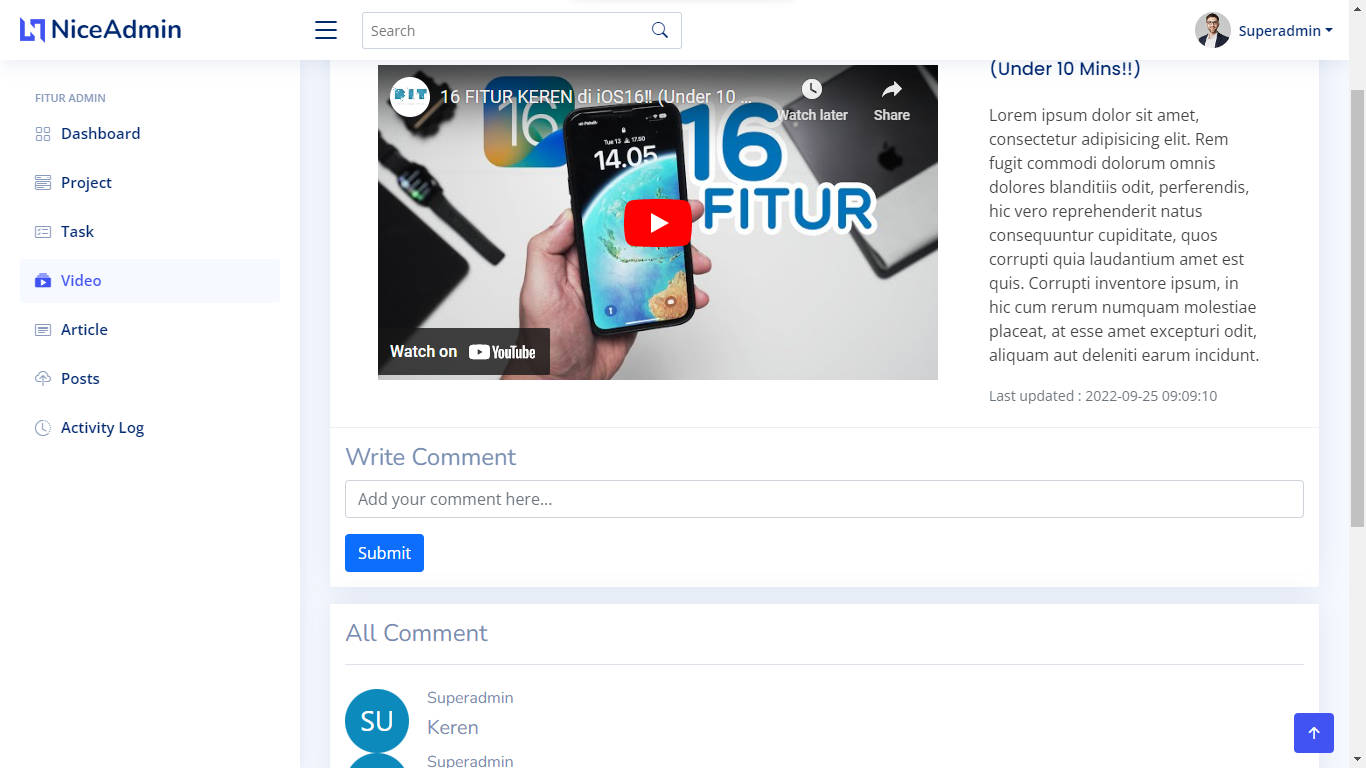 NiceAdmin
Search
Superadmin
FITUR ADMIN
Dashboard
Project
Task
Video
Article
Posts
Activity Log
16 FITUR KEREN di iOS16!! (Under 10 ...
Watch later
Share
16
Tue 13 17.50
14.05
16
FITUR
Watch on YouTube
(Under 10 Mins!!)
Lorem ipsum dolor sit amet,
consectetur adipisicing elit. Rem
fugit commodi dolorum omnis
dolores blanditiis odit, perferendis,
hic vero reprehenderit natus
consequuntur cupiditate, quos
corrupti quia laudantium amet est
quis. Corrupti inventore ipsum, in
hic cum rerum numquam molestiae
placeat, at esse amet excepturi odit,
aliquam aut deleniti earum incidunt.
Last updated : 2022-09-25 09:09:10
Write Comment
Add your comment here...
Submit
All Comment
SU
Superadmin
Keren
Superadmin